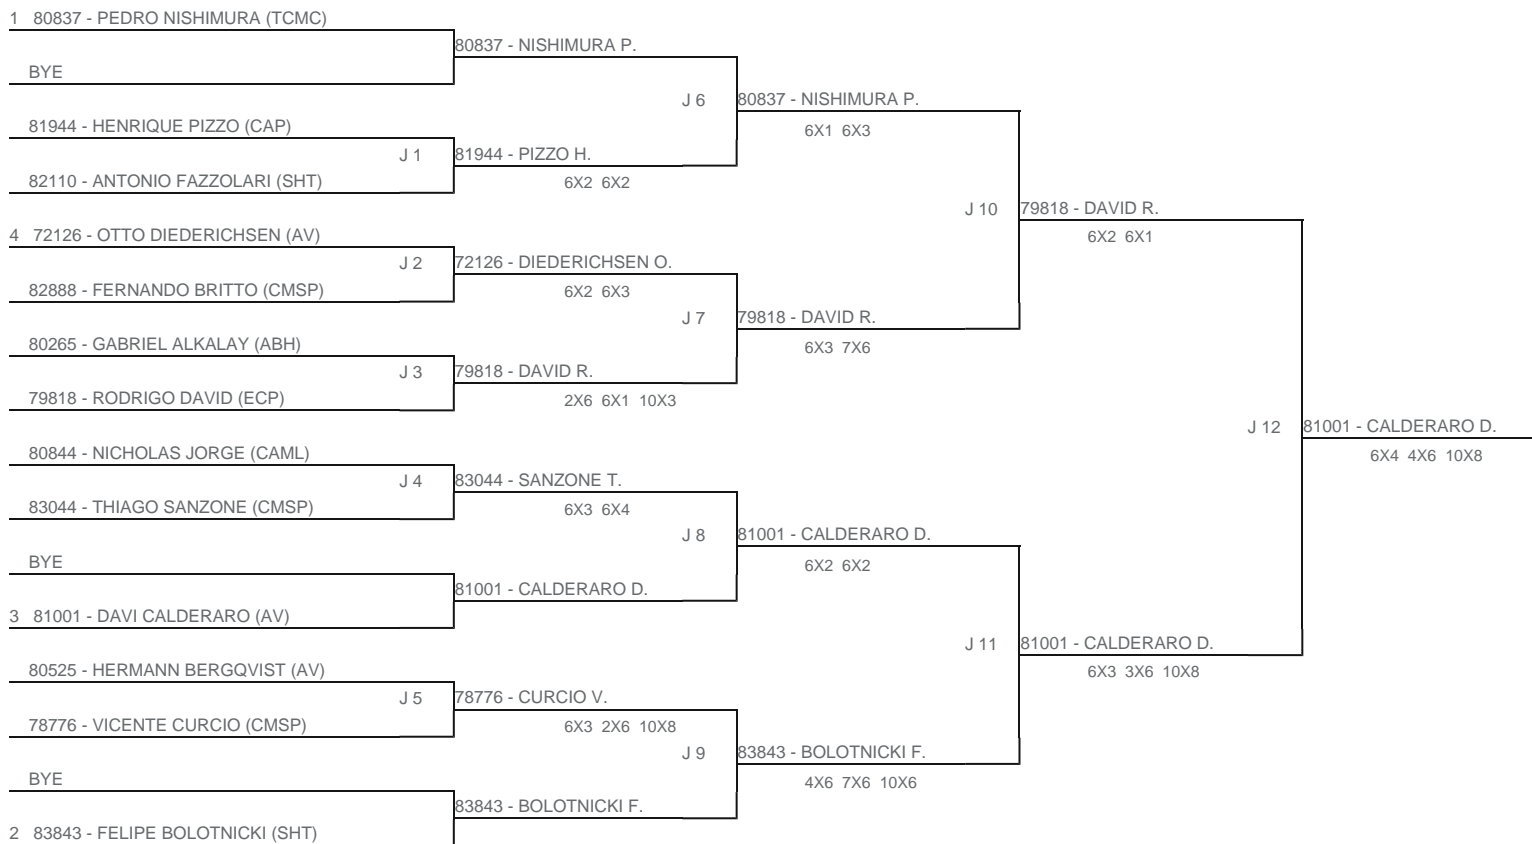 1 80837 - PEDRO NISHIMURA (TCMC)
80837 - NISHIMURA P.
BYE
J 6 80837 - NISHIMURA P.
6X1 6X3
81944 - HENRIQUE PIZZO (CAP)
J 1 81944 - PIZZO H.
82110 - ANTONIO FAZZOLARI (SHT)
6X2 6X2
J 10 79818 - DAVID R.
6X2 6X1
4 72126 - OTTO DIEDERICHSEN (AV)
J 2 72126 - DIEDERICHSEN O.
82888 - FERNANDO BRITTO (CMSP)
6X2 6X3
J 7 79818 - DAVID R.
6X3 7X6
80265 - GABRIEL ALKALAY (ABH)
J 3 79818 - DAVID R.
79818 - RODRIGO DAVID (ECP)
2X6 6X1 10X3
J 12 81001 - CALDERARO D.
6X4 4X6 10X8
80844 - NICHOLAS JORGE (CAML)
J 4 83044 - SANZONE T.
83044 - THIAGO SANZONE (CMSP)
6X3 6X4
J 8 81001 - CALDERARO D.
6X2 6X2
BYE
81001 - CALDERARO D.
3 81001 - DAVI CALDERARO (AV)
J 11 81001 - CALDERARO D.
6X3 3X6 10X8
80525 - HERMANN BERGQVIST (AV)
J 5 78776 - CURCIO V.
78776 - VICENTE CURCIO (CMSP)
6X3 2X6 10X8
J 9 83843 - BOLOTNICKI F.
4X6 7X6 10X6
BYE
83843 - BOLOTNICKI F.
2 83843 - FELIPE BOLOTNICKI (SHT)